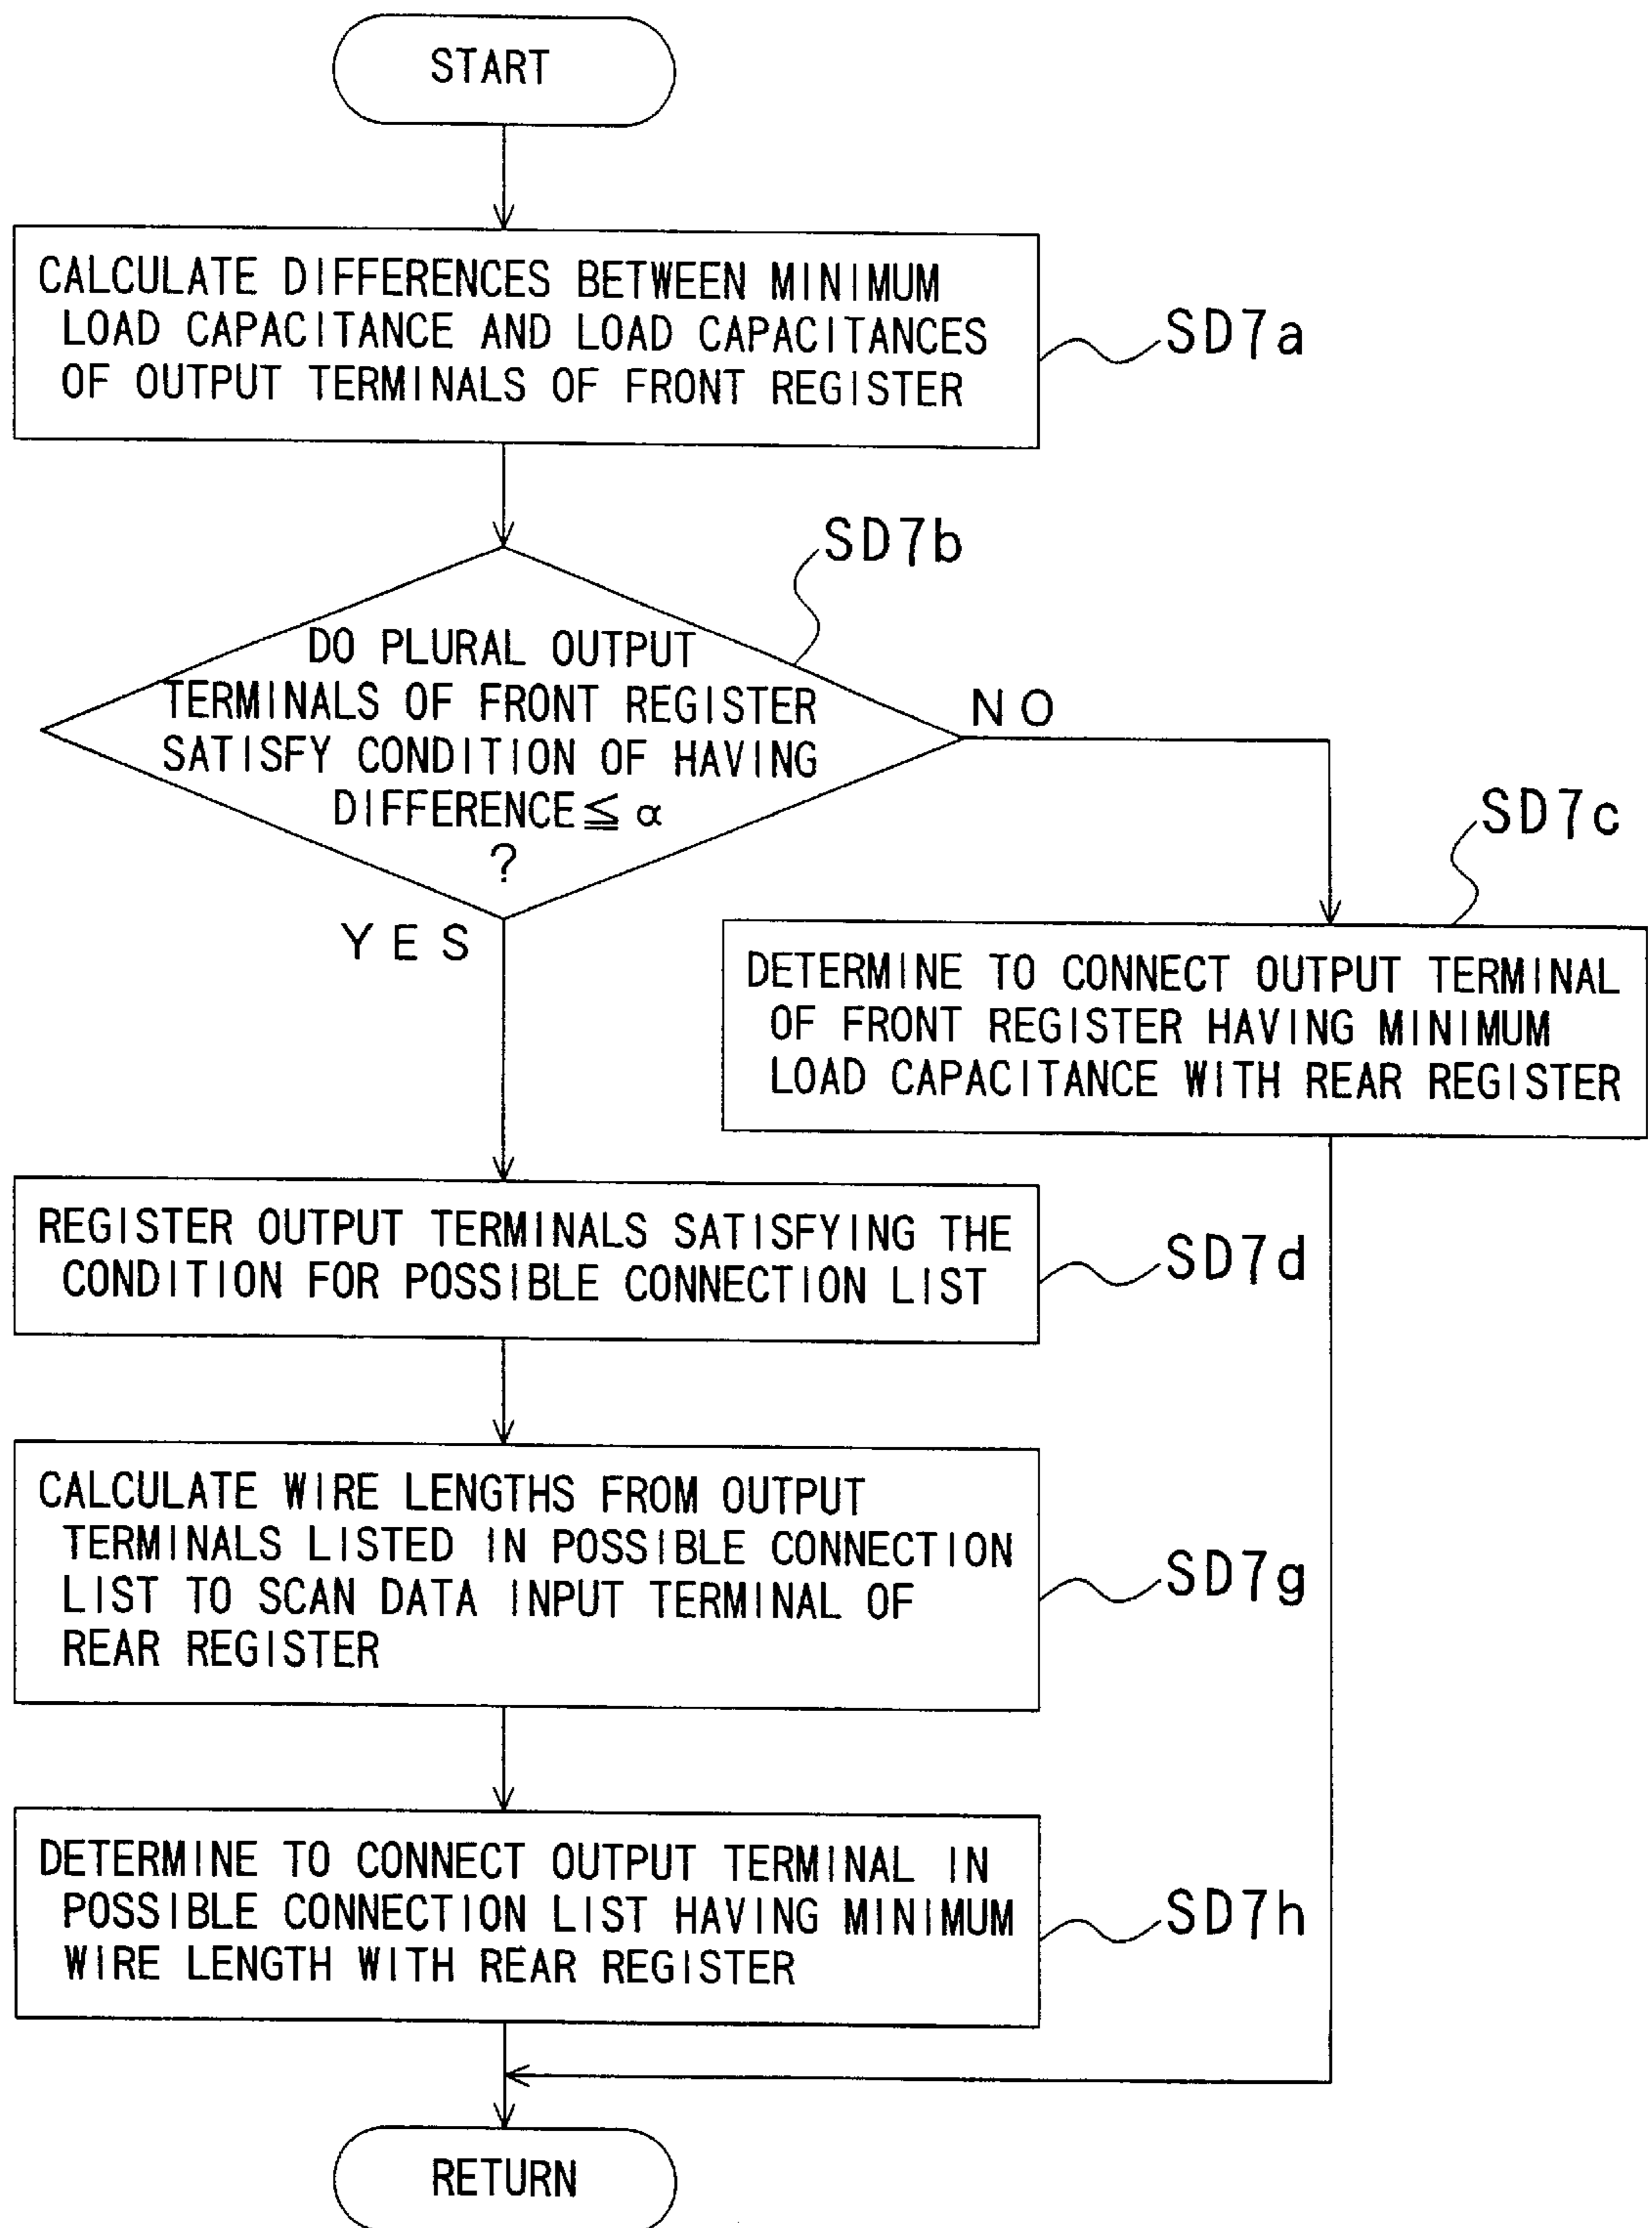 START
CALCULATE DIFFERENCES BETWEEN MINIMUM
LOAD CAPACITANCE AND LOAD CAPACITANCES
OF OUTPUT TERMINALS OF FRONT REGISTER
SD7a
SD7b
DO PLURAL OUTPUT
TERMINALS OF FRONT REGISTER
SATISFY CONDITION OF HAVING
DIFFERENCE≦ α
?
NO
YES
SD7c
DETERMINE TO CONNECT OUTPUT TERMINAL
OF FRONT REGISTER HAVING MINIMUM
LOAD CAPACITANCE WITH REAR REGISTER
REGISTER OUTPUT TERMINALS SATISFYING THE
CONDITION FOR POSSIBLE CONNECTION LIST
SD7d
CALCULATE WIRE LENGTHS FROM OUTPUT
TERMINALS LISTED IN POSSIBLE CONNECTION
LIST TO SCAN DATA INPUT TERMINAL OF
REAR REGISTER
SD7g
DETERMINE TO CONNECT OUTPUT TERMINAL IN
POSSIBLE CONNECTION LIST HAVING MINIMUM
WIRE LENGTH WITH REAR REGISTER
SD7h
RETURN